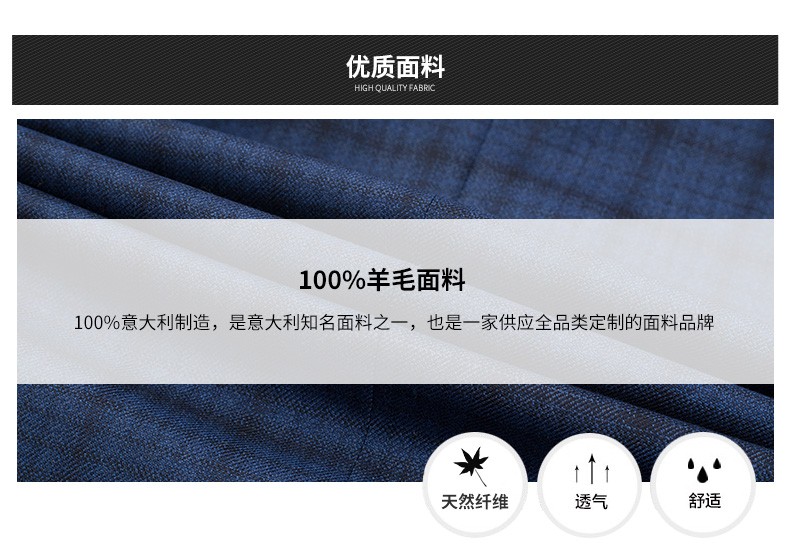 优质面料
HIGH QUALITY FABRIC
100%羊毛面料
100%意大利制造，是意大利知名面料之一，也是一家供应全品类定制的面料品牌
天然纤维
透气
舒适